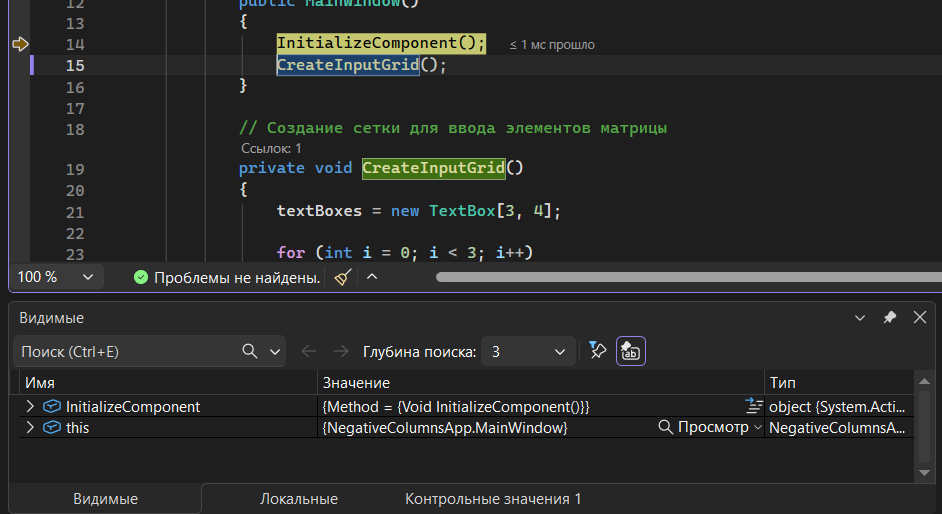 12 public MainWindow()
13 {
14 InitializeComponent(); ≤ 1 мс прошло
15 CreateInputGrid();
16 }
17
18 // Создание сетки для ввода элементов матрицы
Ссылок: 1
19 private void CreateInputGrid()
20 {
21 textBoxes = new TextBox[3, 4];
22
23 for (int i = 0; i < 3; i++)
100 % Проблемы не найдены.
Видимые
Поиск (Ctrl+E) Глубина поиска: 3
Имя Значение Тип
InitializeComponent {Method = {Void InitializeComponent()}} object {System.Acti...
this {NegativeColumnsApp.MainWindow} Просмотр NegativeColumnsA...
Видимые Локальные Контрольные значения 1